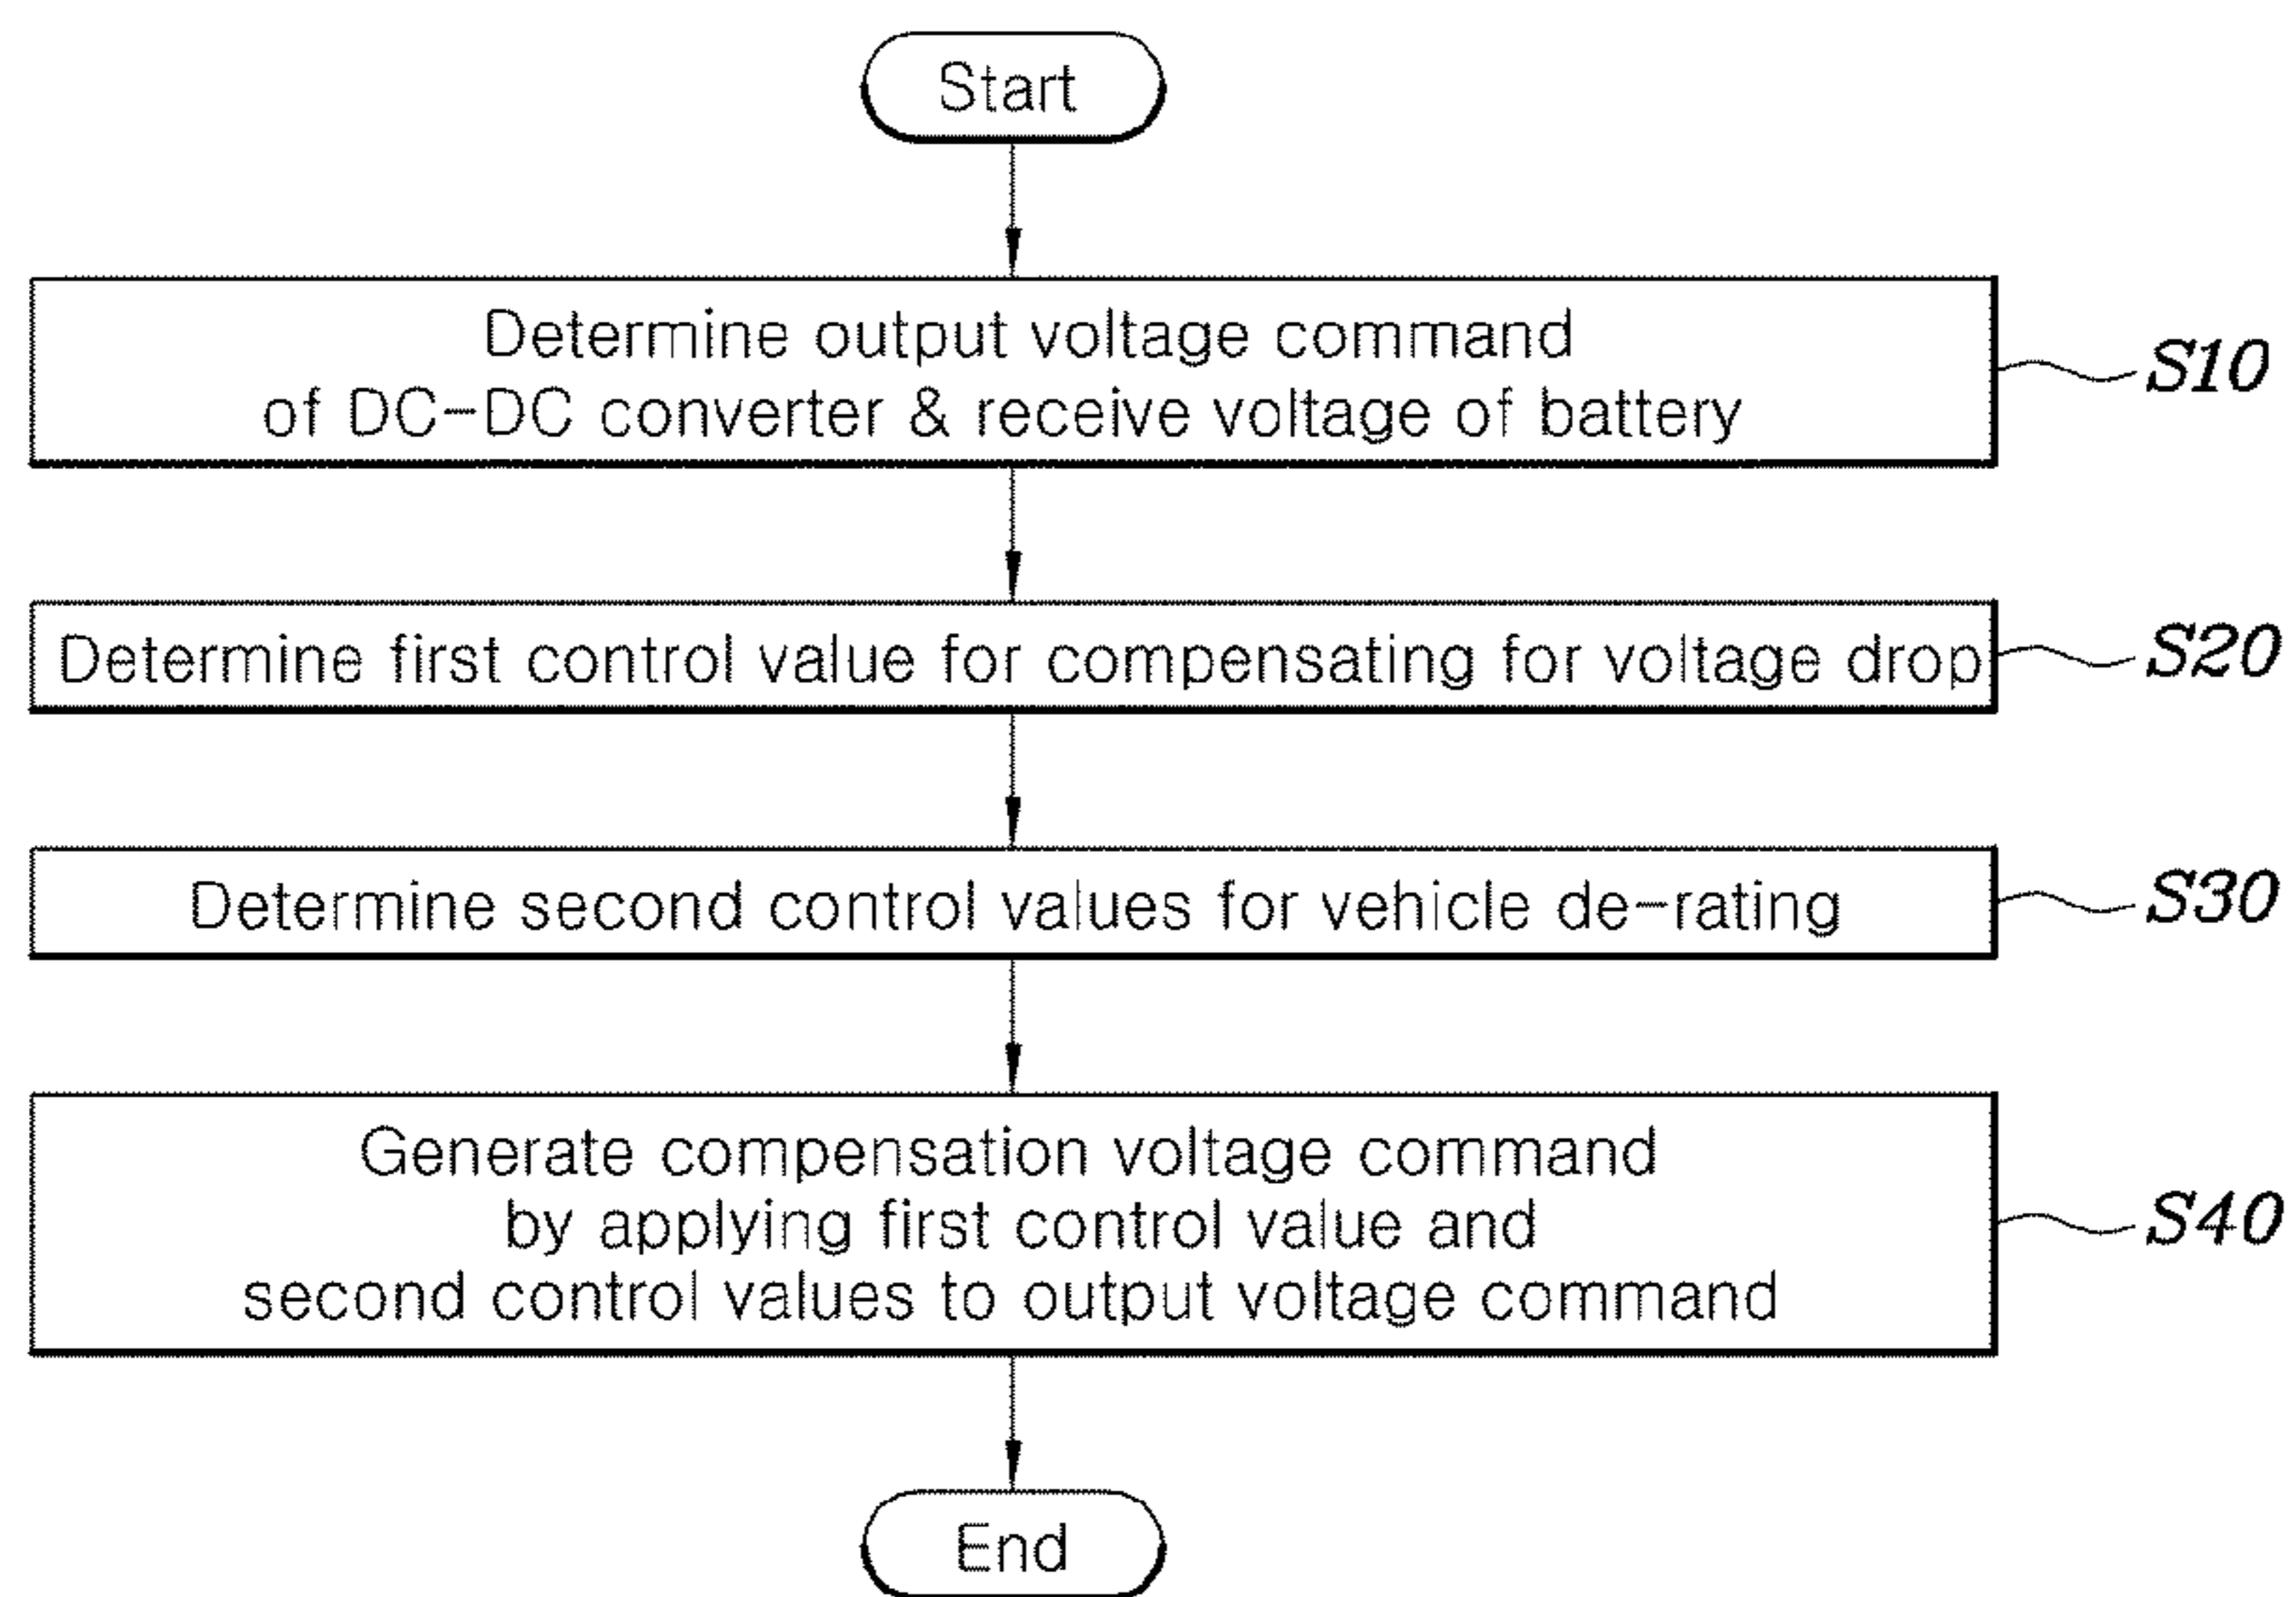 Start
Determine output voltage command
of DC-DC converter & receive voltage of battery
S10
Determine first control value for compensating for voltage drop
S20
Determine second control values for vehicle de-rating
S30
Generate compensation voltage command
by applying first control value and
second control values to output voltage command
S40
End